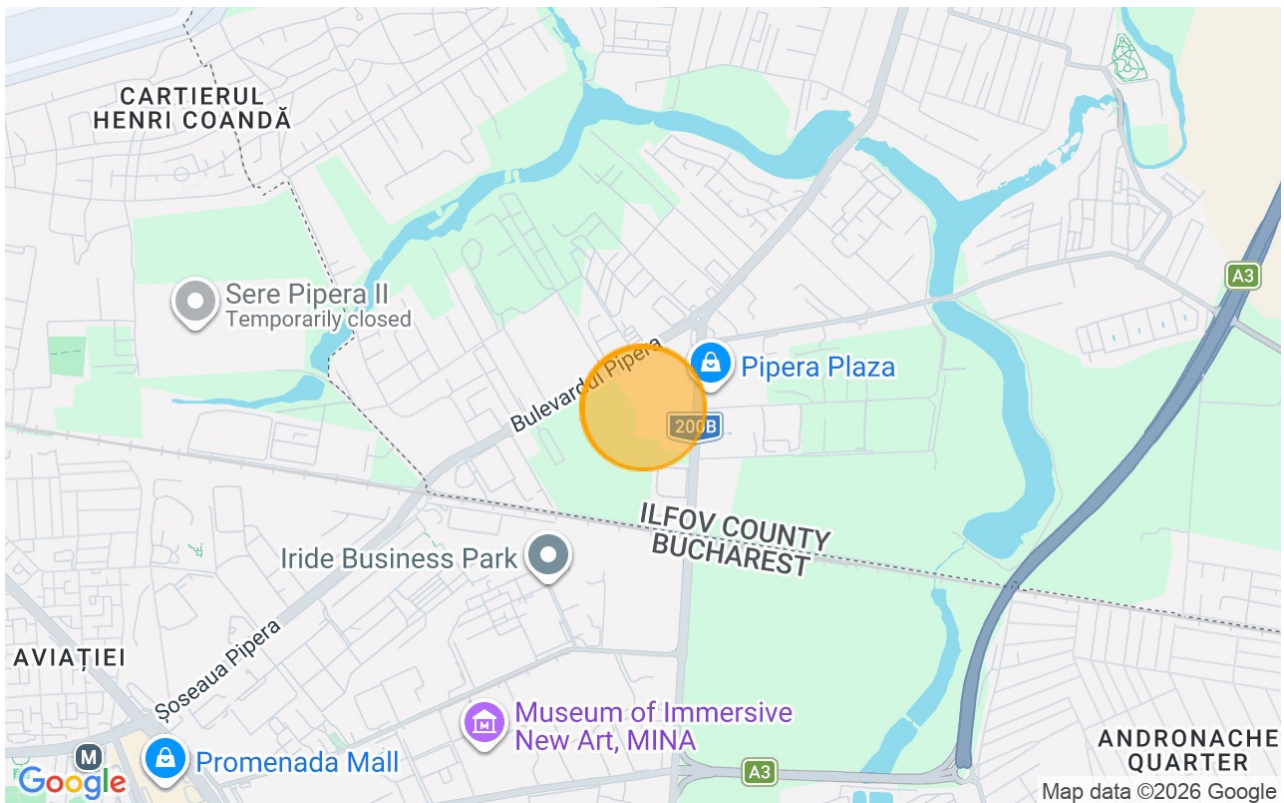 CARTIERUL
HENRI COANDĂ
A3
Sere Pipera II
Temporarily closed
Bulevardul Pipera
Pipera Plaza
200B
ILFOV COUNTY
BUCHAREST
Iride Business Park
AVIAȚIEI
Șoseaua Pipera
Museum of Immersive
New Art, MINA
M
Promenada Mall
A3
ANDRONACHE
QUARTER
Google
Map data ©2026 Google